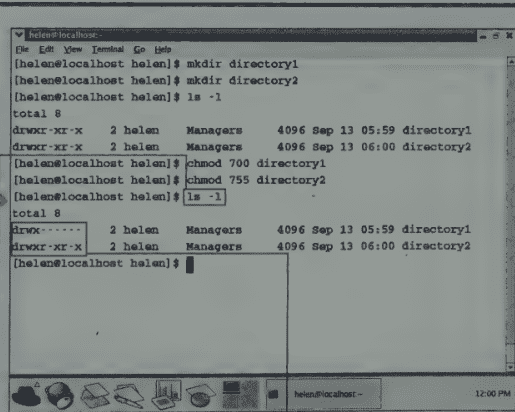 helen@localhost:~
File Edit View Terminal Go Help
[helen@localhost helen]$ mkdir directory1
[helen@localhost helen]$ mkdir directory2
[helen@localhost helen]$ ls -l
total 8
drwxr-xr-x 2 helen Managers 4096 Sep 13 05:59 directory1
drwxr-xr-x 2 helen Managers 4096 Sep 13 06:00 directory2
[helen@localhost helen]$ chmod 700 directory1
[helen@localhost helen]$ chmod 755 directory2
[helen@localhost helen]$ ls -l
total 8
drwx------ 2 helen Managers 4096 Sep 13 05:59 directory1
drwxr-xr-x 2 helen Managers 4096 Sep 13 06:00 directory2
[helen@localhost helen]$
helen@localhost:~
12:00 PM